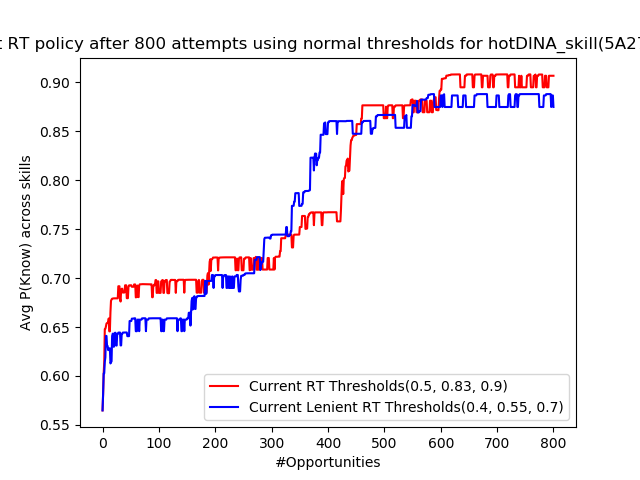 t RT policy after 800 attempts using normal thresholds for hotDINA_skill(5A27
0.90
0.85
0.80
0.75
0.70
0.65
0.60
0.55
Avg P(Know) across skills
Current RT Thresholds(0.5, 0.83, 0.9)
Current Lenient RT Thresholds(0.4, 0.55, 0.7)
0 100 200 300 400 500 600 700 800
#Opportunities